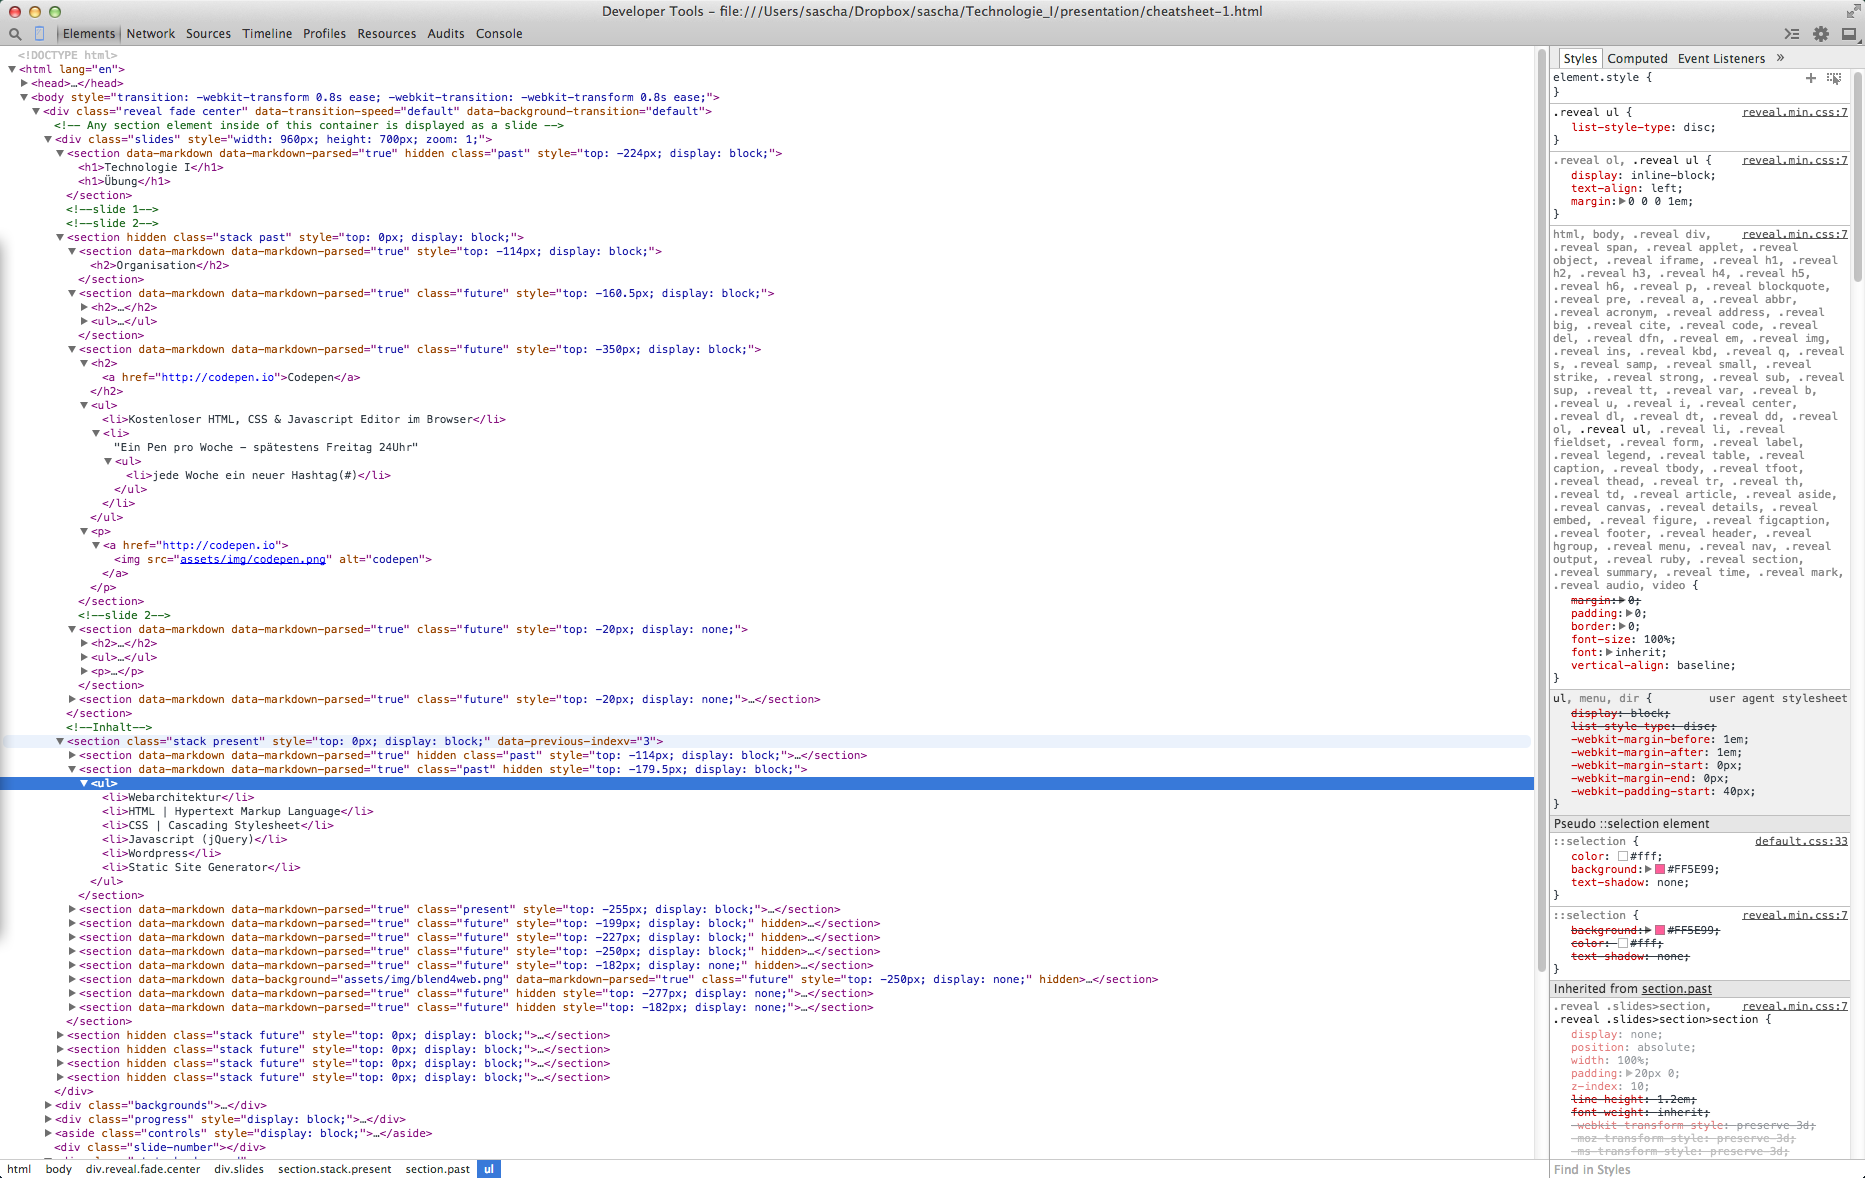 Developer Tools - file:///Users/sascha/Dropbox/sascha/Technologie_I/presentation/cheatsheet-1.html
Elements Network Sources Timeline Profiles Resources Audits Console
<!DOCTYPE html>
<html lang="en">
<head>…</head>
<body style="transition: -webkit-transform 0.8s ease; -webkit-transition: -webkit-transform 0.8s ease;">
<div class="reveal fade center" data-transition-speed="default" data-background-transition="default">
<!-- Any section element inside of this container is displayed as a slide -->
<div class="slides" style="width: 960px; height: 700px; zoom: 1;">
<section data-markdown data-markdown-parsed="true" hidden class="past" style="top: -224px; display: block;">
<h1>Technologie I</h1>
<h1>Übung</h1>
</section>
<!--slide 1-->
<!--slide 2-->
<section hidden class="stack past" style="top: 0px; display: block;">
<section data-markdown data-markdown-parsed="true" style="top: -114px; display: block;">
<h2>Organisation</h2>
</section>
<section data-markdown data-markdown-parsed="true" class="future" style="top: -160.5px; display: block;">
<h2>…</h2>
<ul>…</ul>
</section>
<section data-markdown data-markdown-parsed="true" class="future" style="top: -350px; display: block;">
<h2>
<a href="http://codepen.io">Codepen</a>
</h2>
<ul>
<li>Kostenloser HTML, CSS & Javascript Editor im Browser</li>
<li>
"Ein Pen pro Woche - spätestens Freitag 24Uhr"
<ul>
<li>jede Woche ein neuer Hashtag(#)</li>
</ul>
</li>
</ul>
<p>
<a href="http://codepen.io">
<img src="assets/img/codepen.png" alt="codepen">
</a>
</p>
</section>
<!--slide 2-->
<section data-markdown data-markdown-parsed="true" class="future" style="top: -20px; display: none;">
<h2>…</h2>
<ul>…</ul>
<p>…</p>
</section>
<section data-markdown data-markdown-parsed="true" class="future" style="top: -20px; display: none;">…</section>
</section>
<!--Inhalt-->
<section class="stack present" style="top: 0px; display: block;" data-previous-indexv="3">
<section data-markdown data-markdown-parsed="true" hidden class="past" style="top: -114px; display: block;">…</section>
<section data-markdown data-markdown-parsed="true" class="past" hidden style="top: -179.5px; display: block;">
<ul>
<li>Webarchitektur</li>
<li>HTML | Hypertext Markup Language</li>
<li>CSS | Cascading Stylesheet</li>
<li>Javascript (jQuery)</li>
<li>Wordpress</li>
<li>Static Site Generator</li>
</ul>
</section>
<section data-markdown data-markdown-parsed="true" class="present" style="top: -255px; display: block;">…</section>
<section data-markdown data-markdown-parsed="true" class="future" style="top: -199px; display: block;" hidden>…</section>
<section data-markdown data-markdown-parsed="true" class="future" style="top: -227px; display: block;" hidden>…</section>
<section data-markdown data-markdown-parsed="true" class="future" style="top: -250px; display: block;" hidden>…</section>
<section data-markdown data-markdown-parsed="true" class="future" style="top: -182px; display: none;" hidden>…</section>
<section data-markdown data-background="assets/img/blend4web.png" data-markdown-parsed="true" class="future" style="top: -250px; display: none;" hidden>…</section>
<section data-markdown data-markdown-parsed="true" class="future" hidden style="top: -277px; display: none;">…</section>
<section data-markdown data-markdown-parsed="true" class="future" hidden style="top: -182px; display: none;">…</section>
</section>
<section hidden class="stack future" style="top: 0px; display: block;">…</section>
<section hidden class="stack future" style="top: 0px; display: block;">…</section>
<section hidden class="stack future" style="top: 0px; display: block;">…</section>
<section hidden class="stack future" style="top: 0px; display: block;">…</section>
</div>
<div class="backgrounds">…</div>
<div class="progress" style="display: block;">…</div>
<aside class="controls" style="display: block;">…</aside>
<div class="slide-number"></div>
html body div.reveal.fade.center div.slides section.stack.present section.past ul
Styles Computed Event Listeners »
element.style {
}
.reveal ul { reveal.min.css:7
list-style-type: disc;
}
.reveal ol, .reveal ul { reveal.min.css:7
display: inline-block;
text-align: left;
margin: 0 0 0 1em;
}
html, body, .reveal div, reveal.min.css:7
.reveal span, .reveal applet, .reveal
object, .reveal iframe, .reveal h1, .reveal
h2, .reveal h3, .reveal h4, .reveal h5,
.reveal h6, .reveal p, .reveal blockquote,
.reveal pre, .reveal a, .reveal abbr,
.reveal acronym, .reveal address, .reveal
big, .reveal cite, .reveal code, .reveal
del, .reveal dfn, .reveal em, .reveal img,
.reveal ins, .reveal kbd, .reveal q, .reveal
s, .reveal samp, .reveal small, .reveal
strike, .reveal strong, .reveal sub, .reveal
sup, .reveal tt, .reveal var, .reveal b,
.reveal u, .reveal i, .reveal center,
.reveal dl, .reveal dt, .reveal dd, .reveal
ol, .reveal ul, .reveal li, .reveal
fieldset, .reveal form, .reveal label,
.reveal legend, .reveal table, .reveal
caption, .reveal tbody, .reveal tfoot,
.reveal thead, .reveal tr, .reveal th,
.reveal td, .reveal article, .reveal aside,
.reveal canvas, .reveal details, .reveal
embed, .reveal figure, .reveal figcaption,
.reveal footer, .reveal header, .reveal
hgroup, .reveal menu, .reveal nav, .reveal
output, .reveal ruby, .reveal section,
.reveal summary, .reveal time, .reveal mark,
.reveal audio, video {
margin: 0;
padding: 0;
border: 0;
font-size: 100%;
font: inherit;
vertical-align: baseline;
}
ul, menu, dir { user agent stylesheet
display: block;
list-style-type: disc;
-webkit-margin-before: 1em;
-webkit-margin-after: 1em;
-webkit-margin-start: 0px;
-webkit-margin-end: 0px;
-webkit-padding-start: 40px;
}
Pseudo ::selection element
::selection { default.css:33
color: #fff;
background: #FF5E99;
text-shadow: none;
}
::selection { reveal.min.css:7
background: #FF5E99;
color: #fff;
text-shadow: none;
}
Inherited from section.past
.reveal .slides>section, reveal.min.css:7
.reveal .slides>section>section {
display: none;
position: absolute;
width: 100%;
padding: 20px 0;
z-index: 10;
line-height: 1.2em;
font-weight: inherit;
-webkit-transform-style: preserve-3d;
-moz-transform-style: preserve-3d;
-ms-transform-style: preserve-3d;
Find in Styles